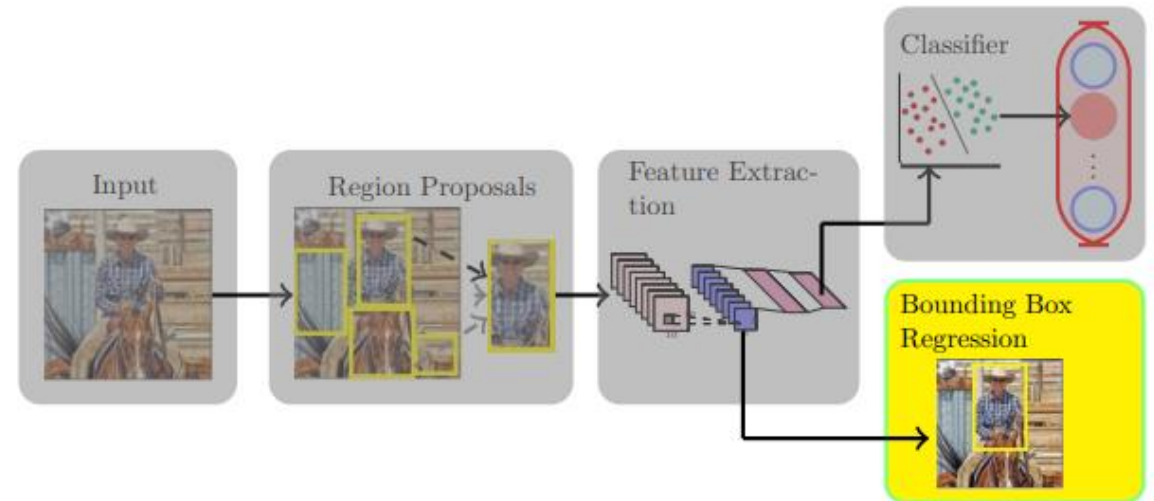 Input
Region Proposals
Feature Extrac-
tion
Classifier
Bounding Box
Regression